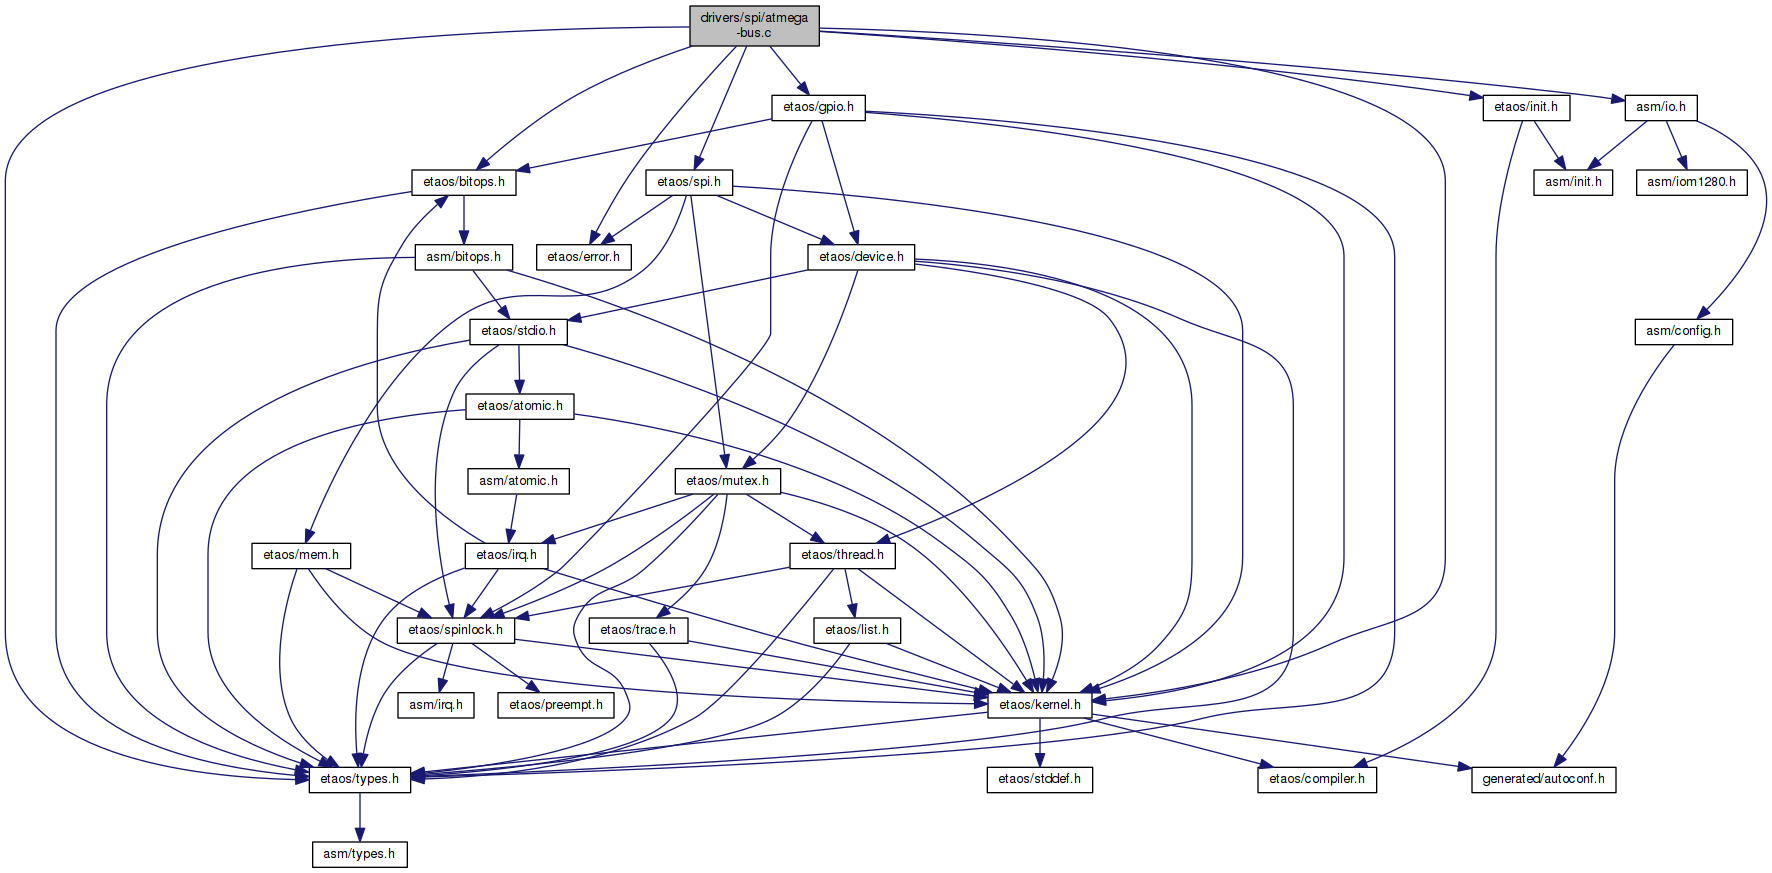 drivers/spi/atmega
-bus.c
etaos/gpio.h
etaos/init.h
asm/io.h
etaos/bitops.h
etaos/spi.h
asm/init.h
asm/iom1280.h
asm/bitops.h
etaos/error.h
etaos/device.h
etaos/stdio.h
asm/config.h
etaos/atomic.h
asm/atomic.h
etaos/mutex.h
etaos/mem.h
etaos/irq.h
etaos/thread.h
etaos/spinlock.h
etaos/trace.h
etaos/list.h
asm/irq.h
etaos/preempt.h
etaos/kernel.h
etaos/types.h
etaos/stddef.h
etaos/compiler.h
generated/autoconf.h
asm/types.h